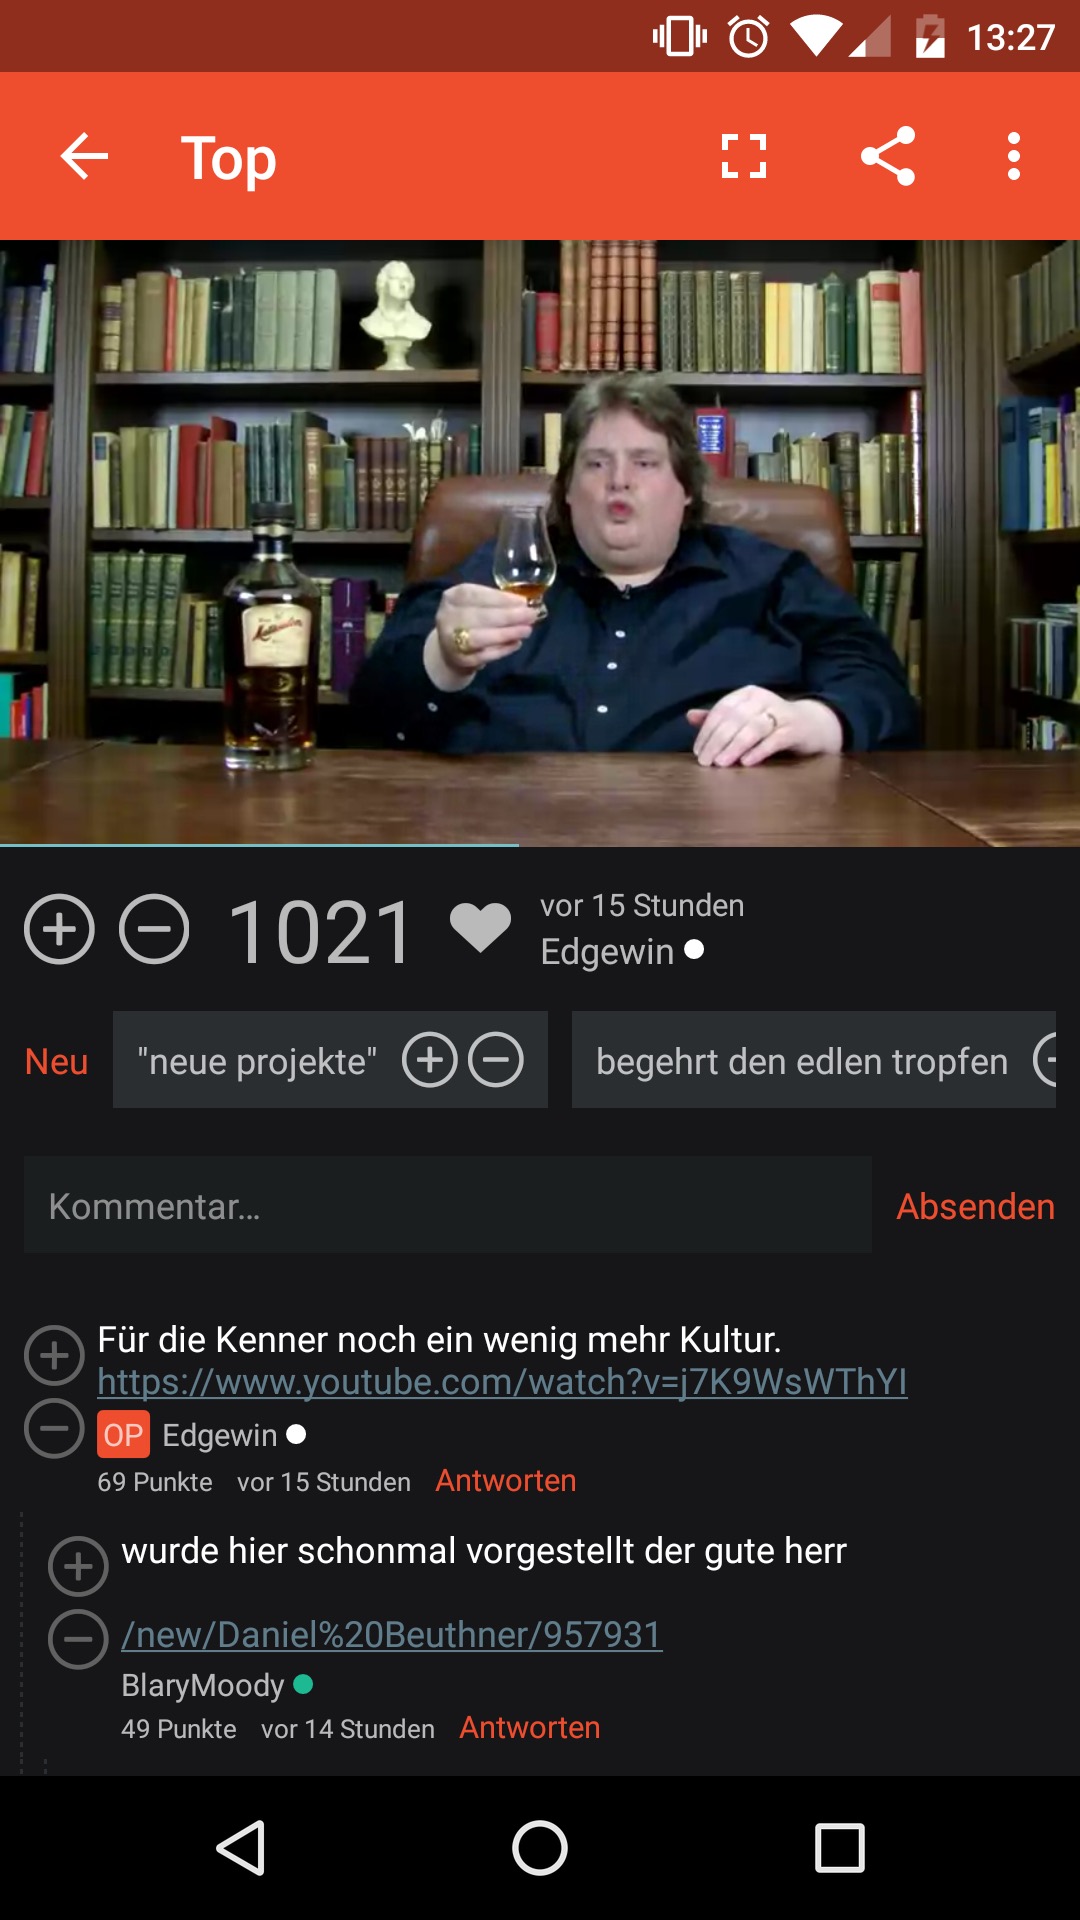 13:27
Top
1021
vor 15 Stunden
Edgewin
Neu
"neue projekte"
begehrt den edlen tropfen
Kommentar...
Absenden
Für die Kenner noch ein wenig mehr Kultur.
https://www.youtube.com/watch?v=j7K9WsWThYI
OP Edgewin
69 Punkte vor 15 Stunden Antworten
wurde hier schonmal vorgestellt der gute herr
/new/Daniel%20Beuthner/957931
BlaryMoody
49 Punkte vor 14 Stunden Antworten